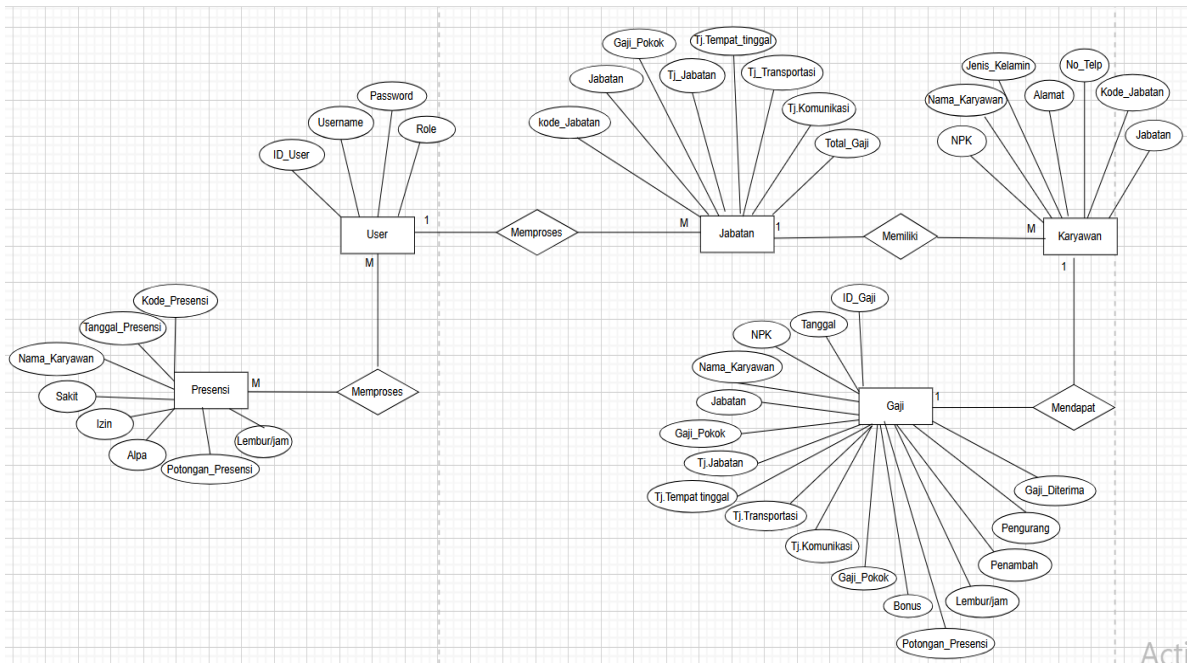 Password
Username
Role
ID_User
User
1
Memproses
M
Gaji_Pokok
Tj.Tempat_tinggal
Jabatan
Tj_Jabatan
Tj_Transportasi
kode_Jabatan
Tj.Komunikasi
Total_Gaji
Jabatan
1
Memiliki
M
Jenis_Kelamin
No_Telp
Nama_Karyawan
Alamat
Kode_Jabatan
NPK
Jabatan
Karyawan
1
M
Kode_Presensi
Tanggal_Presensi
Nama_Karyawan
Sakit
Izin
Alpa
Potongan_Presensi
Lembur/jam
Presensi
M
Memproses
ID_Gaji
Tanggal
NPK
Nama_Karyawan
Jabatan
Gaji_Pokok
Tj.Jabatan
Tj.Tempat tinggal
Tj.Transportasi
Tj.Komunikasi
Gaji_Pokok
Bonus
Potongan_Presensi
Lembur/jam
Penambah
Pengurang
Gaji_Diterima
Gaji
1
Mendapat